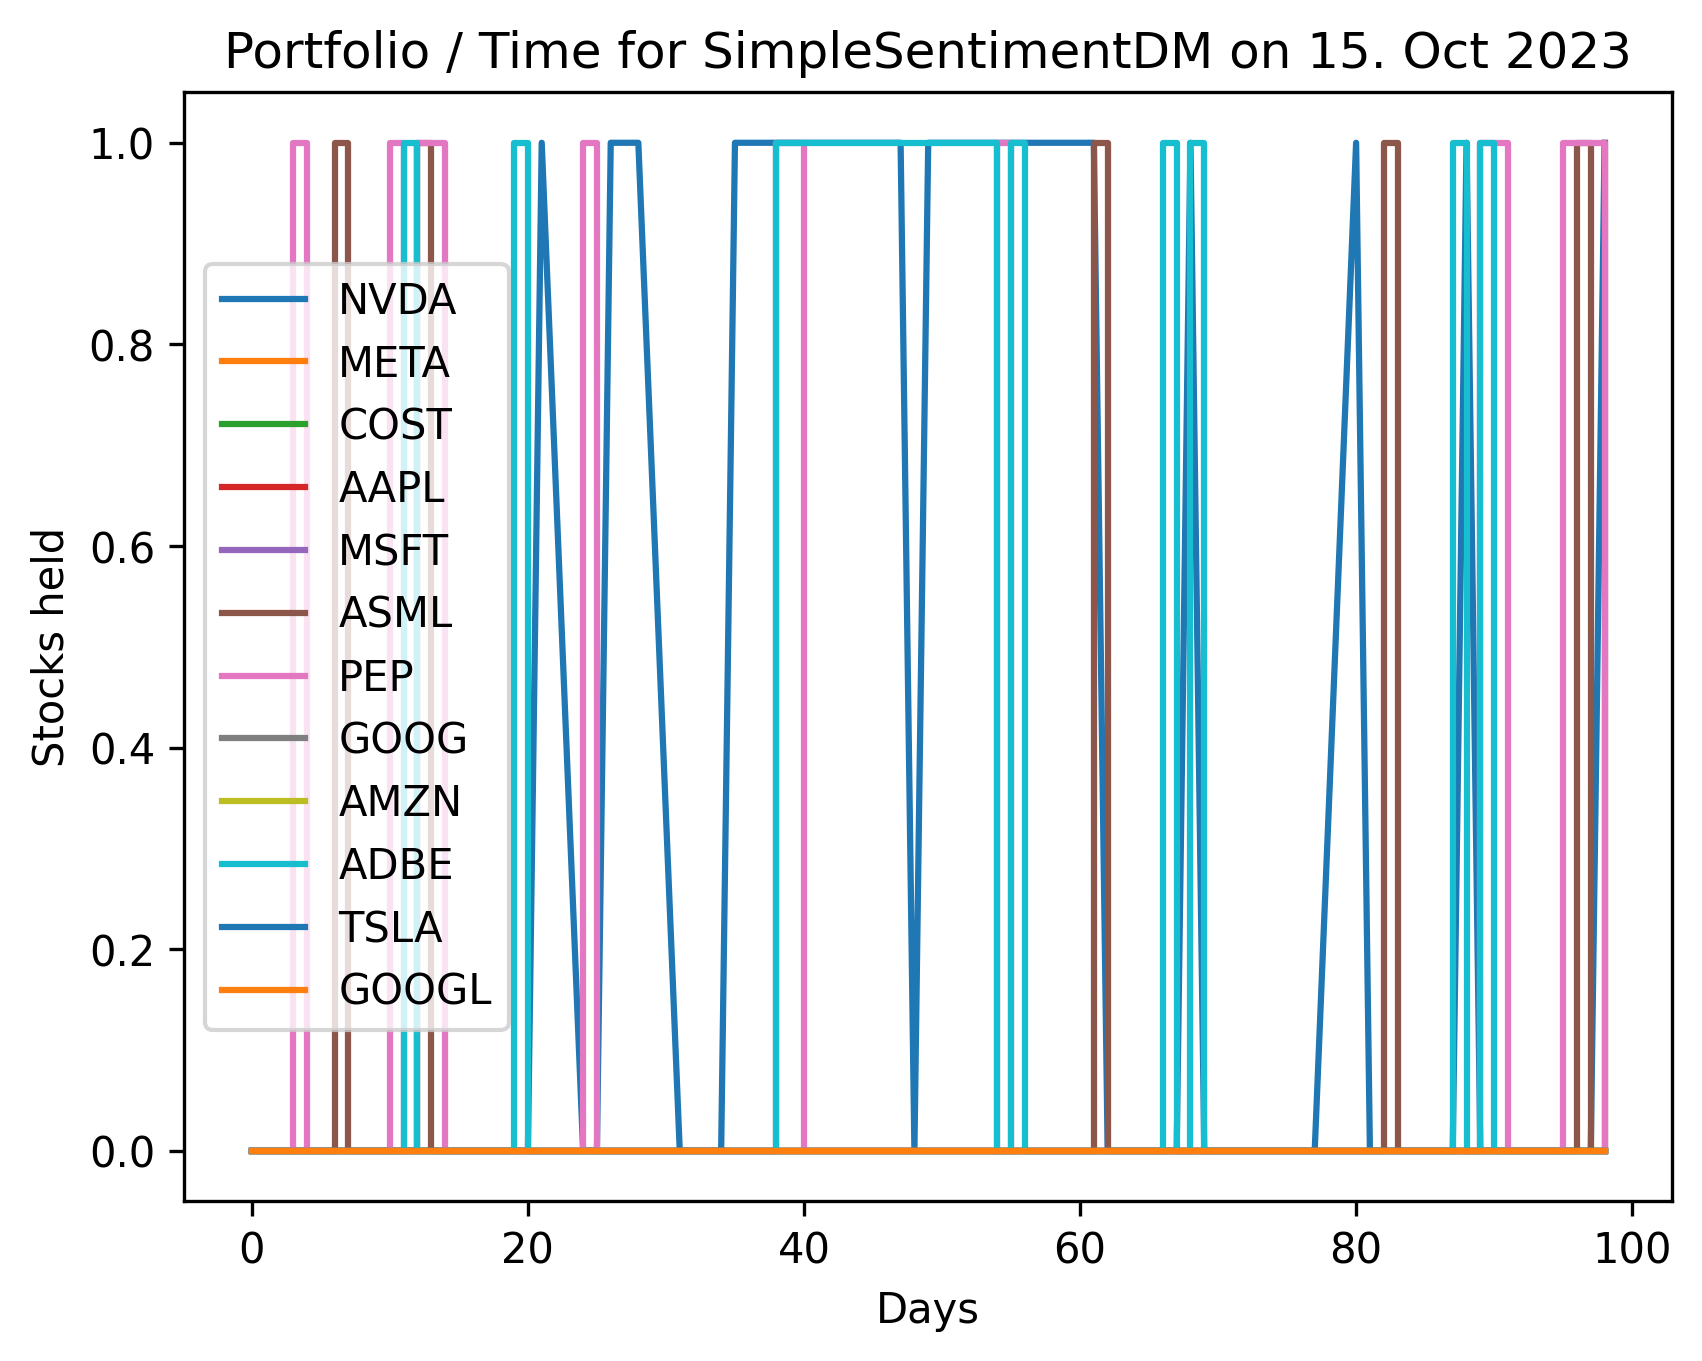 Portfolio / Time for SimpleSentimentDM on 15. Oct 2023
1.0
0.8
0.6
0.4
0.2
0.0
Stocks held
NVDA
META
COST
AAPL
MSFT
ASML
PEP
GOOG
AMZN
ADBE
TSLA
GOOGL
0 20 40 60 80 100
Days